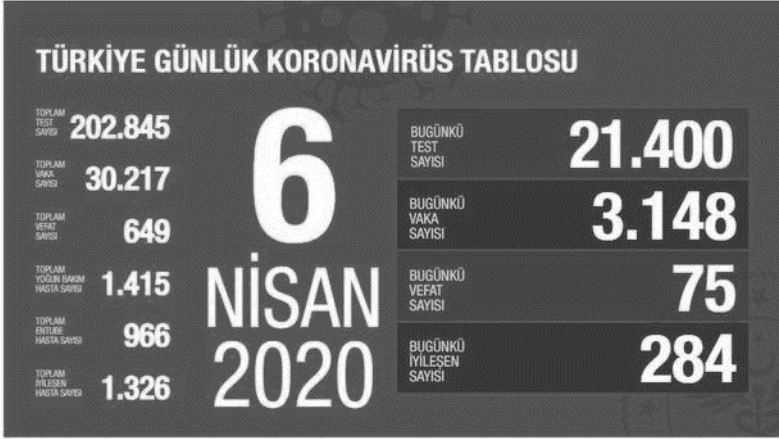 TÜRKİYE GÜNLÜK KORONAVİRÜS TABLOSU
TOPLAM
TEST
SAYISI
202.845
TOPLAM
VAKA
SAYISI
30.217
TOPLAM
VEFAT
SAYISI
649
TOPLAM
YOĞUN BAKIM
HASTA SAYISI
1.415
TOPLAM
ENTUBE
HASTA SAYISI
966
TOPLAM
İYİLEŞEN
HASTA SAYISI
1.326
6
NİSAN
2020
BUGÜNKÜ
TEST
SAYISI
21.400
BUGÜNKÜ
VAKA
SAYISI
3.148
BUGÜNKÜ
VEFAT
SAYISI
75
BUGÜNKÜ
İYİLEŞEN
SAYISI
284